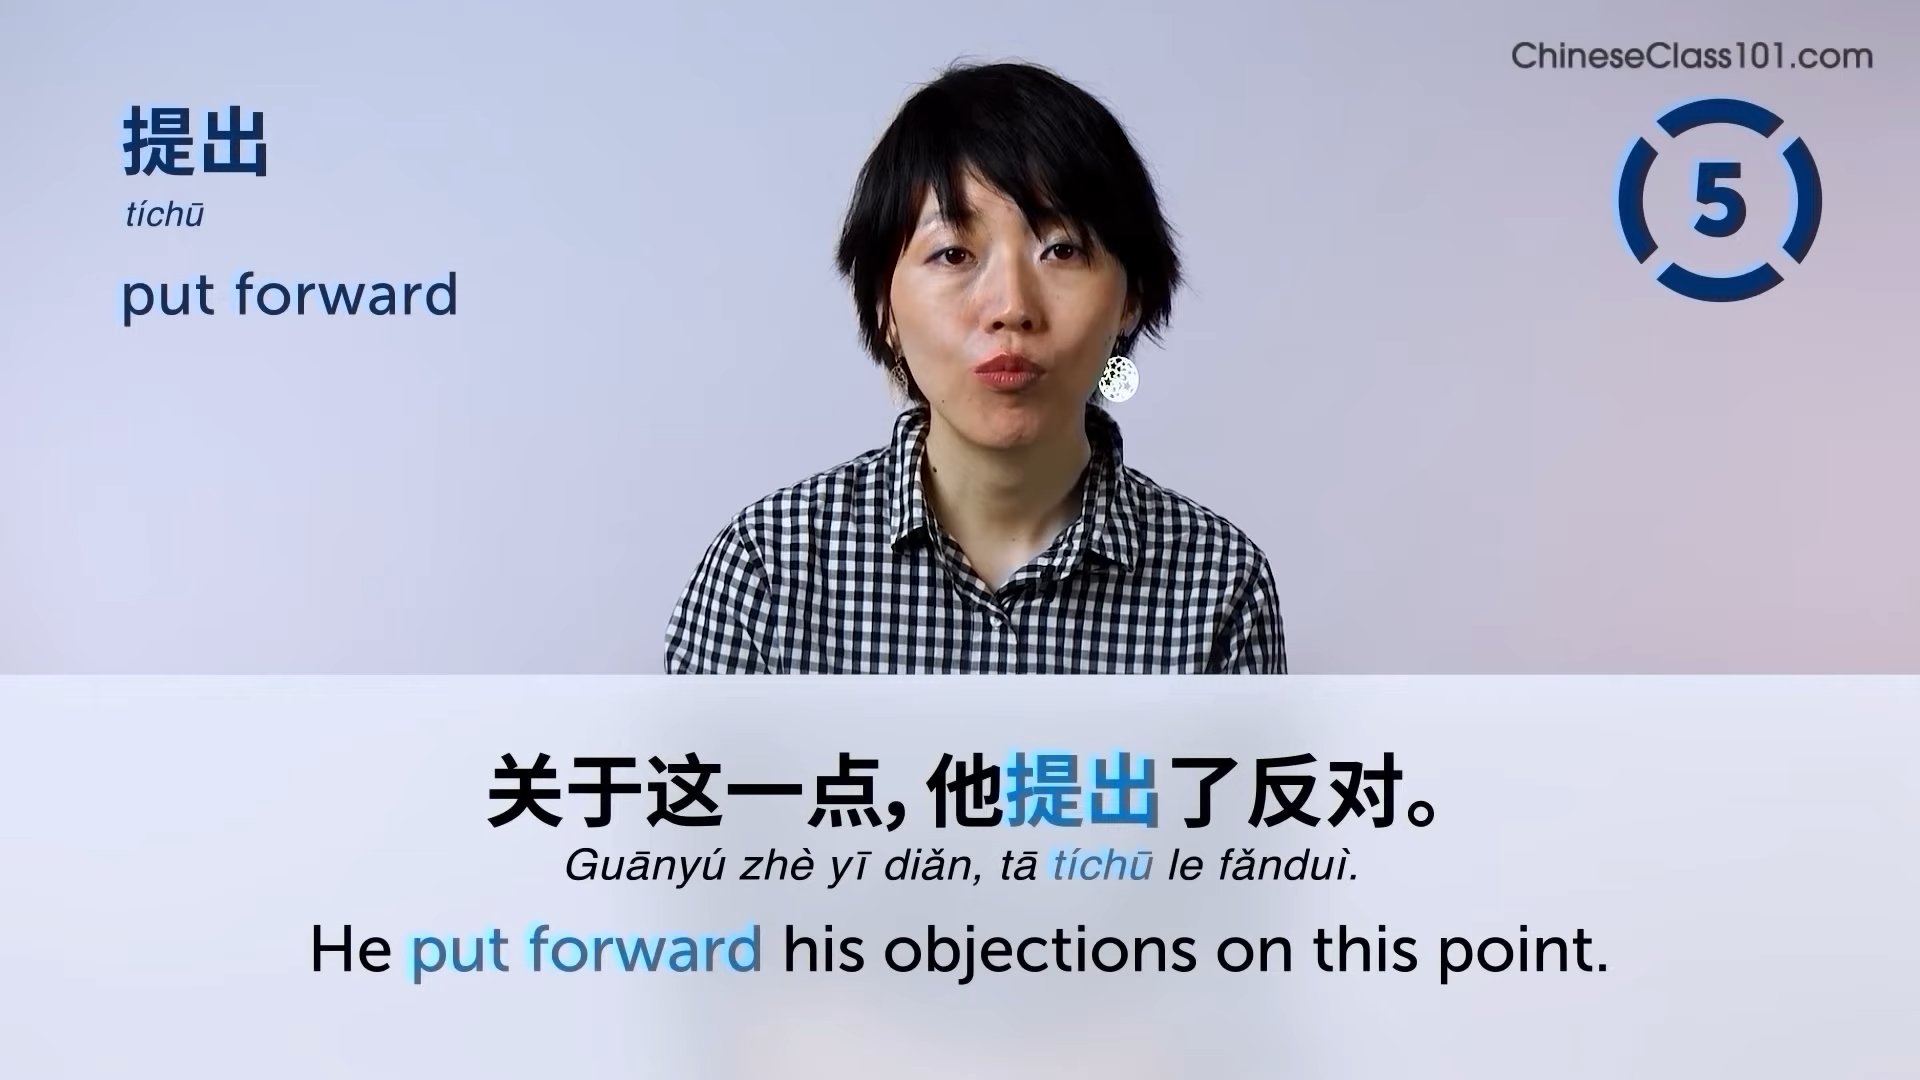 ChineseClass101.com
提出
tíchū
put forward
5
关于这一点，他提出了反对。
Guānyú zhè yī diǎn, tā tíchū le fǎnduì.
He put forward his objections on this point.